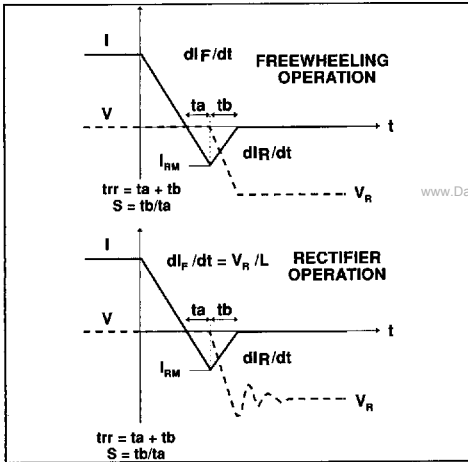 I
dIF/dt
FREEWHEELING
OPERATION
ta tb
V
t
IRM
dIR/dt
trr = ta + tb
S = tb/ta
VR
www.Da
I
dIF/dt = VR/L
RECTIFIER
OPERATION
ta tb
V
t
IRM
dIR/dt
VR
trr = ta + tb
S = tb/ta